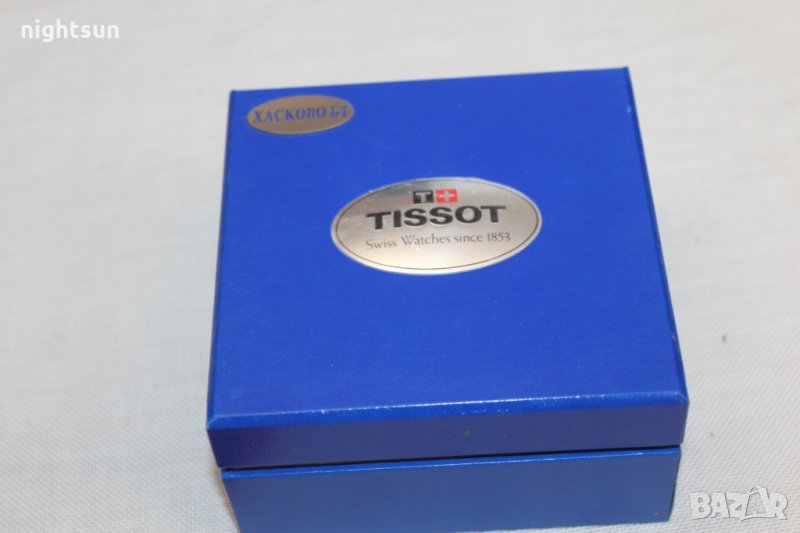 nightsun
ХАСКОВО БТ
T+
TISSOT
Swiss Watches since 1853
BAZAR